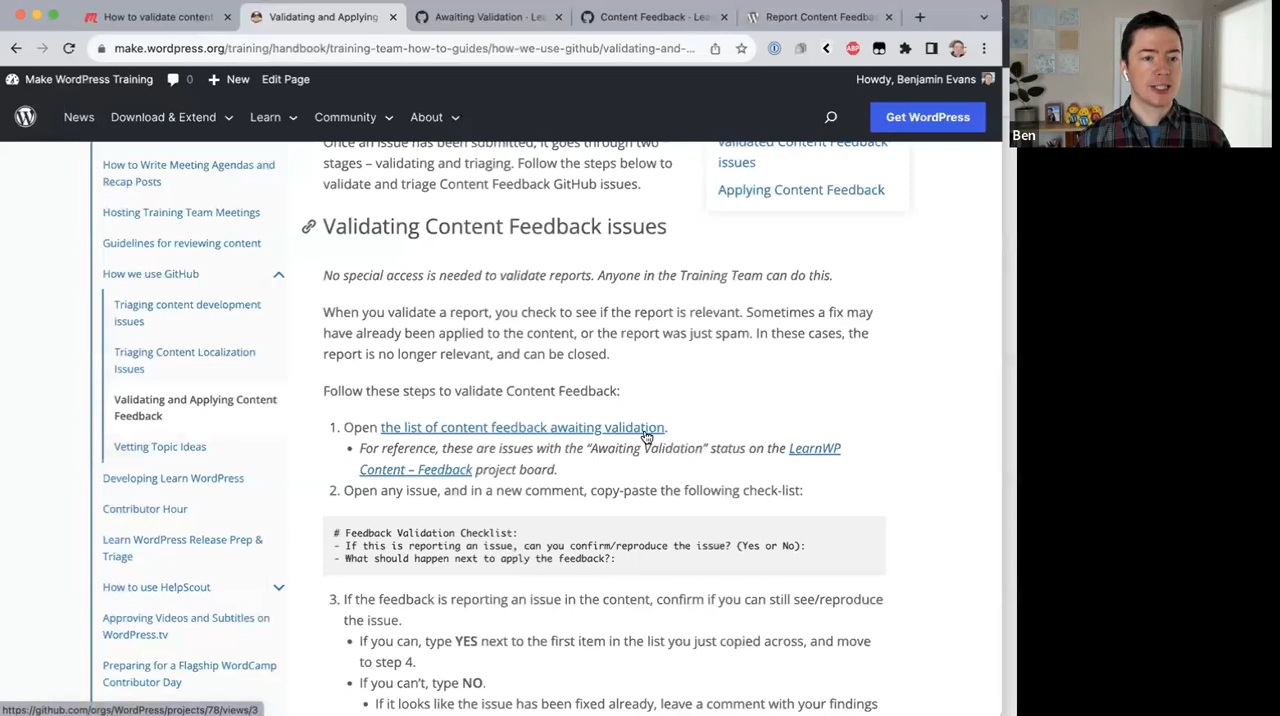 How to validate content
Validating and Applying
Awaiting Validation · Le
Content Feedback · Lea
Report Content Feedba
make.wordpress.org/training/handbook/training-team-how-to-guides/how-we-use-github/validating-and-...
ABP
Make WordPress Training
0
New
Edit Page
Howdy, Benjamin Evans
News
Download & Extend
Learn
Community
About
Get WordPress
Ben
How to Write Meeting Agendas and
Recap Posts
Hosting Training Team Meetings
Guidelines for reviewing content
How we use GitHub
Triaging content development
issues
Triaging Content Localization
Issues
Validating and Applying Content
Feedback
Vetting Topic Ideas
Developing Learn WordPress
Contributor Hour
Learn WordPress Release Prep &
Triage
How to use HelpScout
Approving Videos and Subtitles on
WordPress.tv
Preparing for a Flagship WordCamp
Contributor Day
https://github.com/orgs/WordPress/projects/78/views/3
Once an issue has been submitted, it goes through two
stages – validating and triaging. Follow the steps below to
validate and triage Content Feedback GitHub issues.
validated Content Feedback
issues
Applying Content Feedback
Validating Content Feedback issues
No special access is needed to validate reports. Anyone in the Training Team can do this.
When you validate a report, you check to see if the report is relevant. Sometimes a fix may
have already been applied to the content, or the report was just spam. In these cases, the
report is no longer relevant, and can be closed.
Follow these steps to validate Content Feedback:
1. Open the list of content feedback awaiting validation.
• For reference, these are issues with the “Awaiting Validation” status on the LearnWP
Content – Feedback project board.
2. Open any issue, and in a new comment, copy-paste the following check-list:
# Feedback Validation Checklist:
- If this is reporting an issue, can you confirm/reproduce the issue? (Yes or No):
- What should happen next to apply the feedback?:
3. If the feedback is reporting an issue in the content, confirm if you can still see/reproduce
the issue.
• If you can, type YES next to the first item in the list you just copied across, and move
to step 4.
• If you can’t, type NO.
• If it looks like the issue has been fixed already, leave a comment with your findings